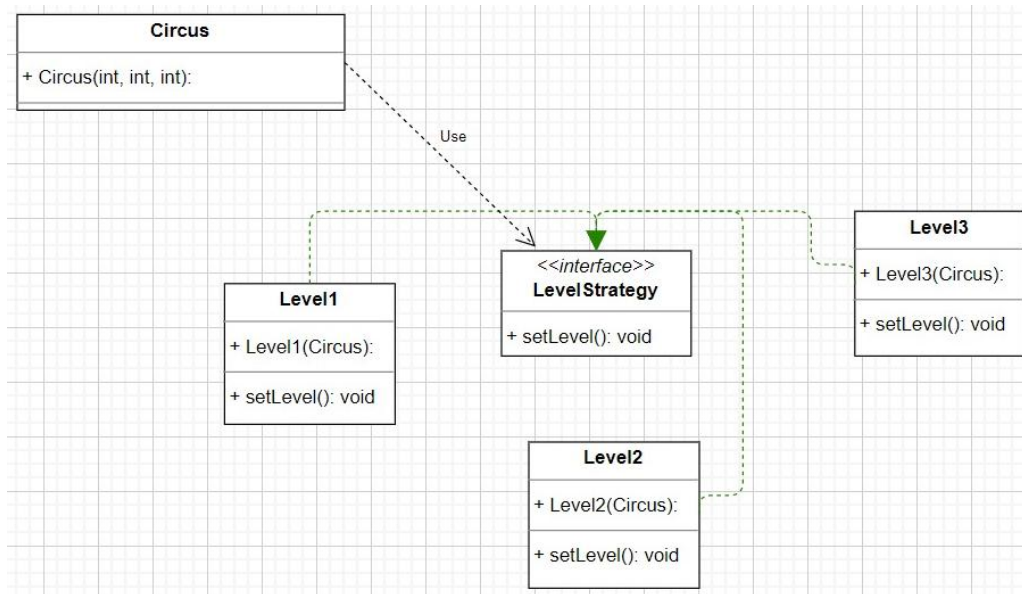 Circus
+ Circus(int, int, int):
Use
<<interface>>
LevelStrategy
+ setLevel(): void
Level1
+ Level1(Circus):
+ setLevel(): void
Level3
+ Level3(Circus):
+ setLevel(): void
Level2
+ Level2(Circus):
+ setLevel(): void